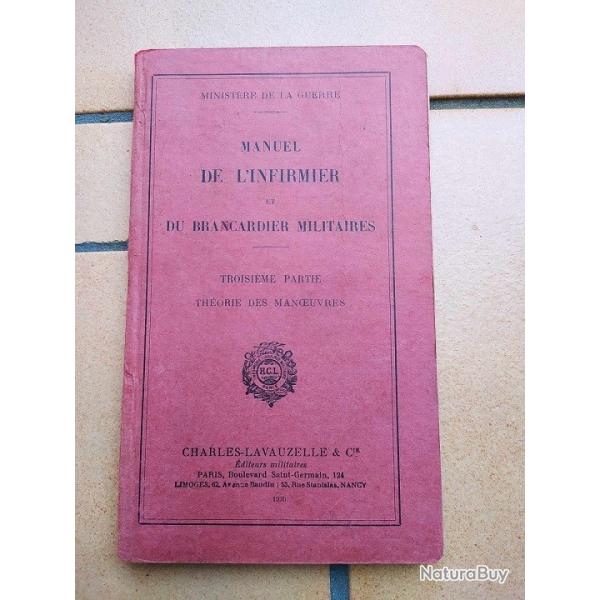 MINISTÈRE DE LA GUERRE
MANUEL
DE L'INFIRMIER
ET
DU BRANCARDIER MILITAIRES
TROISIÈME PARTIE
THÉORIE DES MANŒUVRES
H.C.L.
CHARLES-LAVAUZELLE & Cie
Éditeurs militaires
PARIS, Boulevard Saint-Germain, 124
LIMOGES, 62, Avenue Baudin | 53, Rue Stanislas, NANCY
NaturaBuy